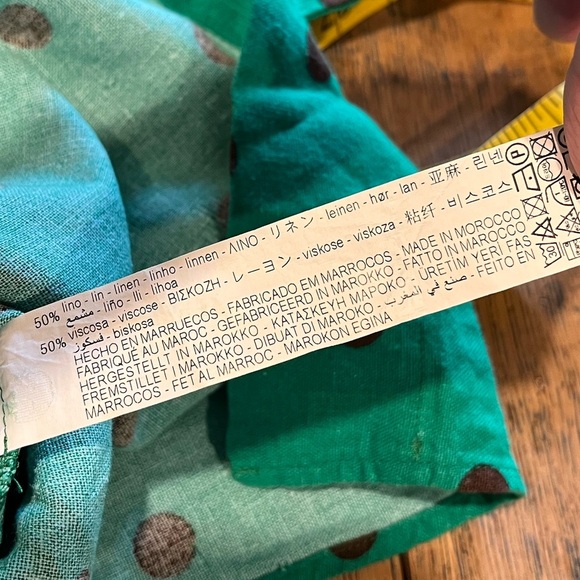 50% lino - lin - linen - linho - linnen - ΛΙΝΟ - リネン - leinen - hør - lan - 亚麻 - 린넨
مشمع - liño - lli - lihoa
50% viscosa - viscose - ΒΙΣΚΟΖΗ - レーヨン - viskose - viskoza - 粘纤 - 비스코스
فسكوز - biskosa
HECHO EN MARRUECOS - FABRICADO EM MARROCOS - MADE IN MOROCCO
FABRIQUÉ AU MAROC - GEFABRICEERD IN MAROKKO - FATTO IN MAROCCO
HERGESTELLT IN MAROKKO - ΚΑΤΑΣΚΕΥΗ ΜΑΡΟΚΟ - ÜRETIM YERI FAS
FREMSTILLET I MAROKKO - DIBUAT DI MAROKO - صنع في المغرب - FEITO EN
MARROCOS - FET AL MARROC - MAROKON EGINA